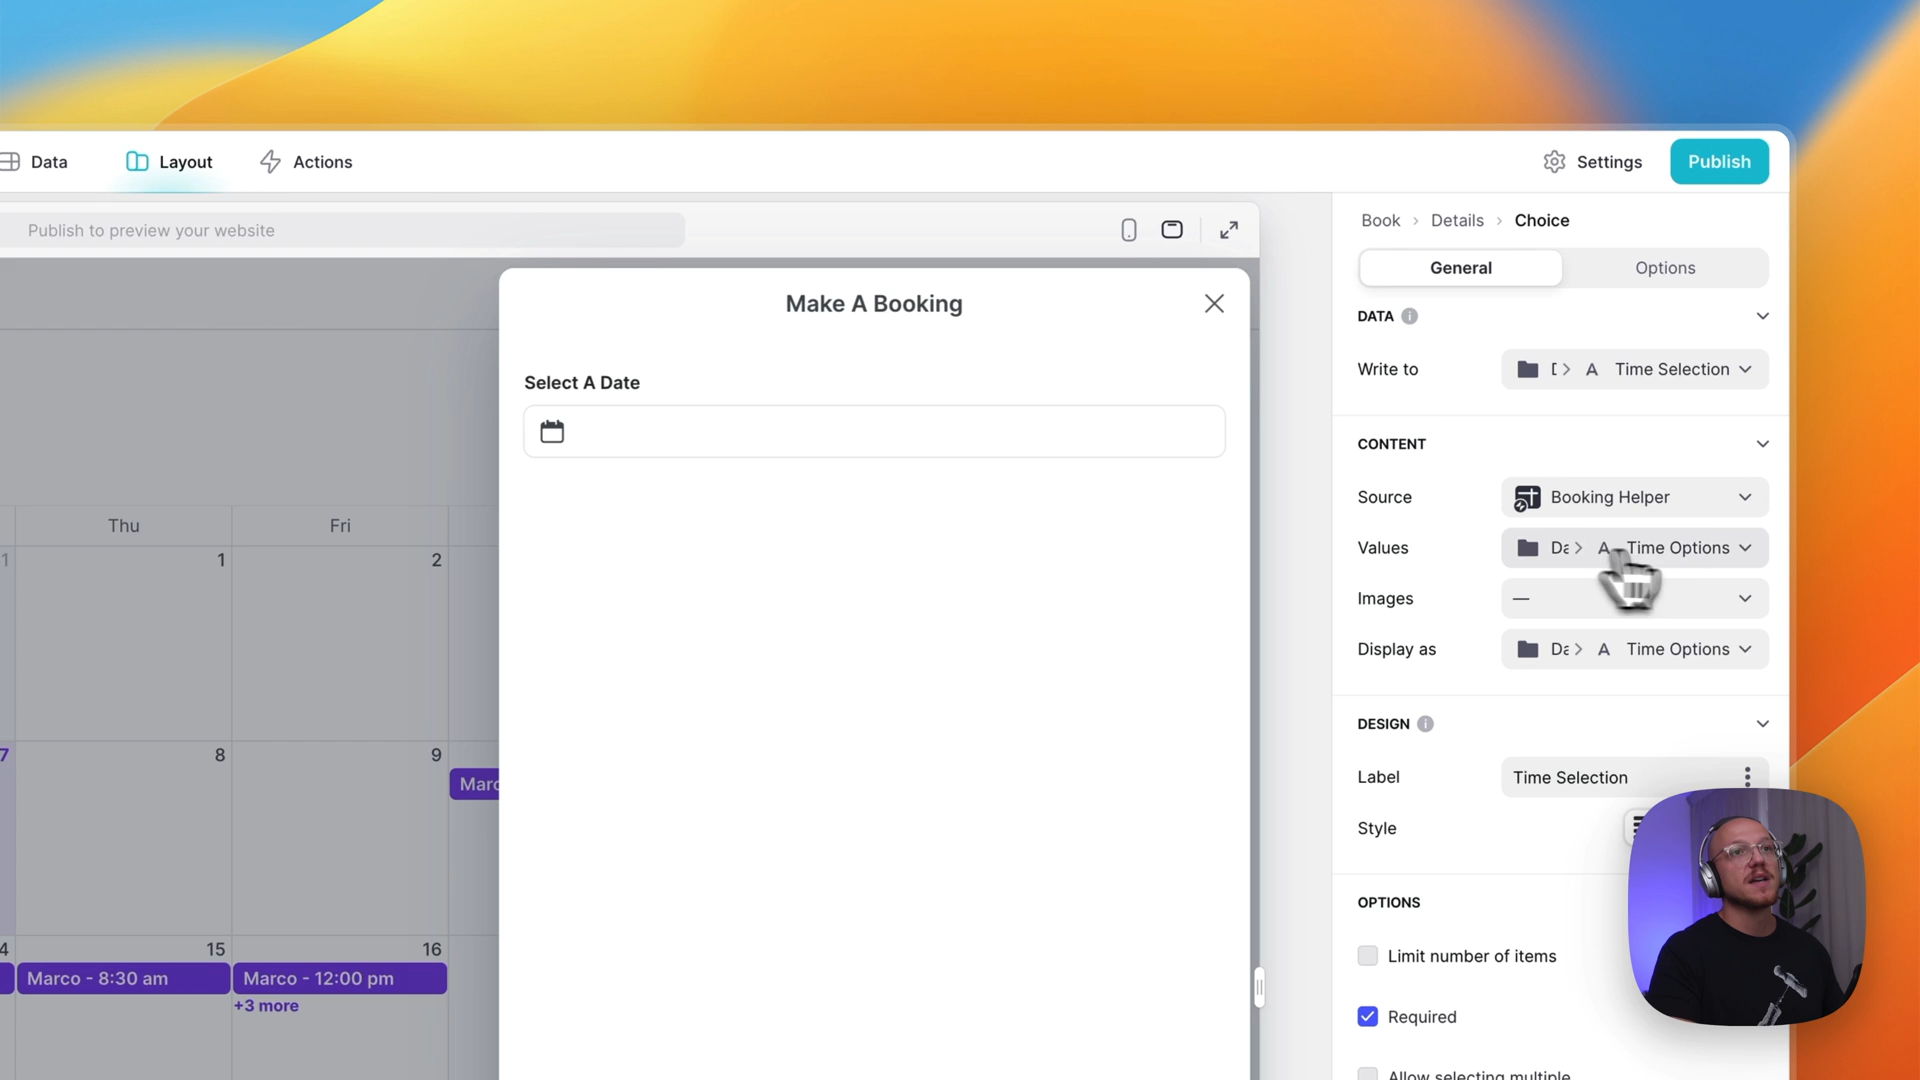 Data
Layout
Actions
Settings
Publish
Publish to preview your website
Book > Details > Choice
General
Options
Make A Booking
DATA
Write to
Time Selection
Select A Date
CONTENT
Source
Booking Helper
Values
Time Options
Images
—
Display as
Time Options
Thu
Fri
1
1
2
7
8
9
Marc
DESIGN
Label
Time Selection
Style
OPTIONS
Limit number of items
Required
Allow selecting multiple
4
15
16
Marco - 8:30 am
Marco - 12:00 pm
+3 more